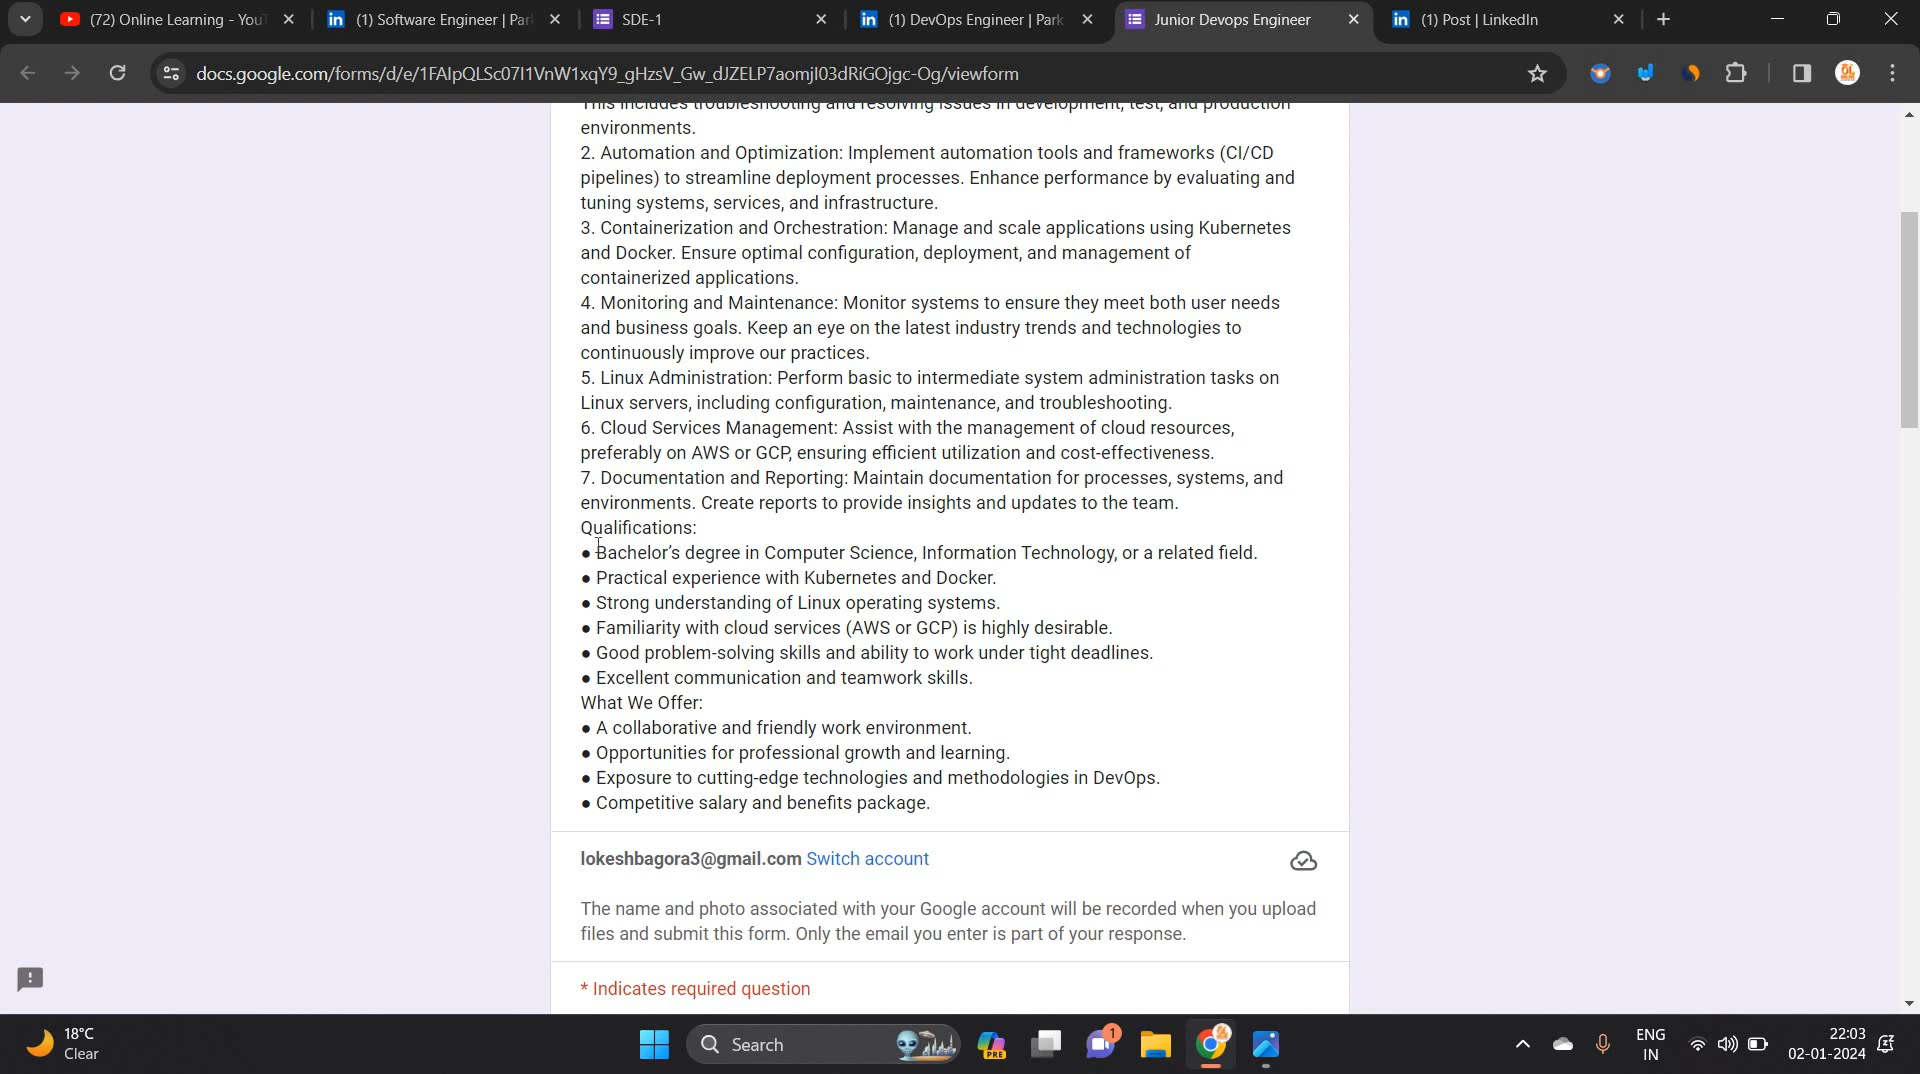 (72) Online Learning - You
(1) Software Engineer | Par
SDE-1
(1) DevOps Engineer | Park
Junior Devops Engineer
(1) Post | LinkedIn
docs.google.com/forms/d/e/1FAIpQLSc07I1VnW1xqY9_gHzsV_Gw_dJZELP7aomjI03dRiGOjgc-Og/viewform
This includes troubleshooting and resolving issues in development, test, and production
environments.
2. Automation and Optimization: Implement automation tools and frameworks (CI/CD
pipelines) to streamline deployment processes. Enhance performance by evaluating and
tuning systems, services, and infrastructure.
3. Containerization and Orchestration: Manage and scale applications using Kubernetes
and Docker. Ensure optimal configuration, deployment, and management of
containerized applications.
4. Monitoring and Maintenance: Monitor systems to ensure they meet both user needs
and business goals. Keep an eye on the latest industry trends and technologies to
continuously improve our practices.
5. Linux Administration: Perform basic to intermediate system administration tasks on
Linux servers, including configuration, maintenance, and troubleshooting.
6. Cloud Services Management: Assist with the management of cloud resources,
preferably on AWS or GCP, ensuring efficient utilization and cost-effectiveness.
7. Documentation and Reporting: Maintain documentation for processes, systems, and
environments. Create reports to provide insights and updates to the team.
Qualifications:
● Bachelor’s degree in Computer Science, Information Technology, or a related field.
● Practical experience with Kubernetes and Docker.
● Strong understanding of Linux operating systems.
● Familiarity with cloud services (AWS or GCP) is highly desirable.
● Good problem-solving skills and ability to work under tight deadlines.
● Excellent communication and teamwork skills.
What We Offer:
● A collaborative and friendly work environment.
● Opportunities for professional growth and learning.
● Exposure to cutting-edge technologies and methodologies in DevOps.
● Competitive salary and benefits package.
lokeshbagora3@gmail.com Switch account
The name and photo associated with your Google account will be recorded when you upload
files and submit this form. Only the email you enter is part of your response.
* Indicates required question
18°C
Clear
Search
PRE
1
ENG
IN
22:03
02-01-2024